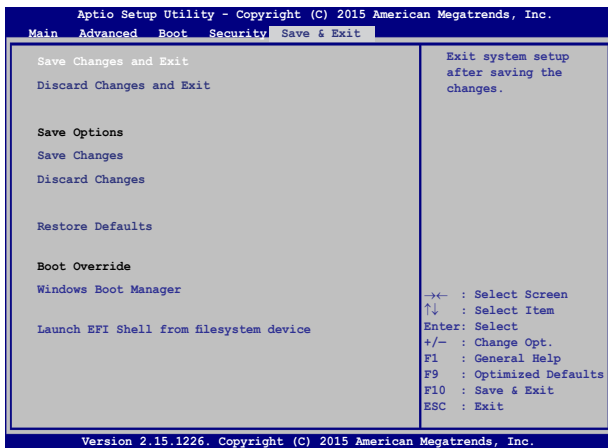 Aptio Setup Utility - Copyright (C) 2015 American Megatrends, Inc.
Main Advanced Boot Security Save & Exit
Save Changes and Exit
Discard Changes and Exit
Save Options
Save Changes
Discard Changes
Restore Defaults
Boot Override
Windows Boot Manager
Launch EFI Shell from filesystem device
Exit system setup
after saving the
changes.
→← : Select Screen
↑↓ : Select Item
Enter: Select
+/— : Change Opt.
F1 : General Help
F9 : Optimized Defaults
F10 : Save & Exit
ESC : Exit
Version 2.15.1226. Copyright (C) 2015 American Megatrends, Inc.